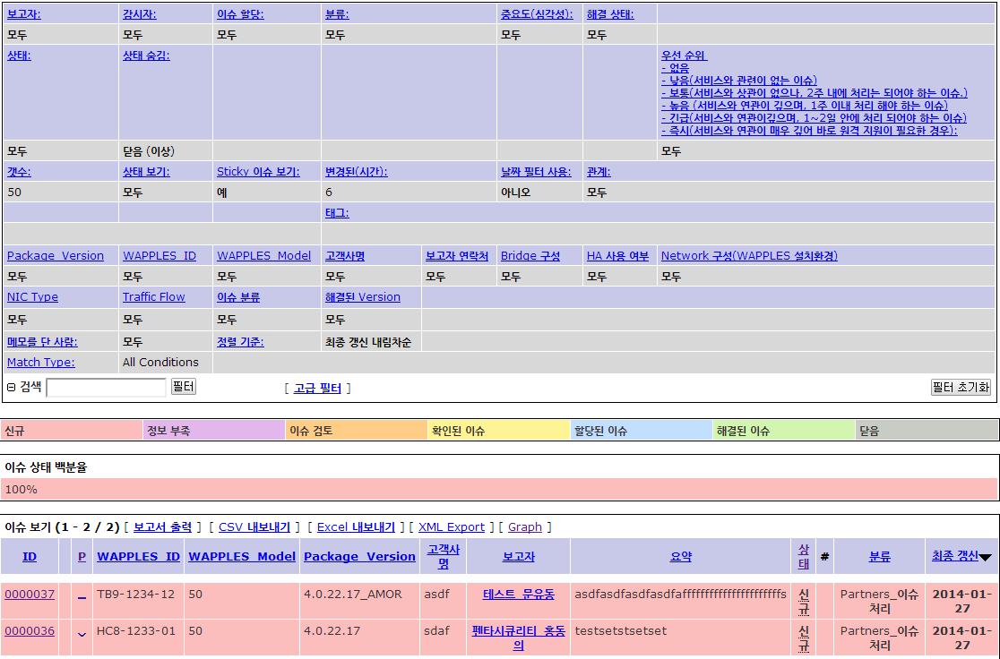 보고자: 감시자: 이슈 할당: 분류: 중요도(심각성): 해결 상태:
모두 모두 모두 모두 모두 모두
상태: 상태 숨김: 우선 순위
- 없음
- 낮음(서비스와 관련이 없는 이슈)
- 보통(서비스와 상관이 없으나, 2주 내에 처리는 되어야 하는 이슈.)
- 높음 (서비스와 연관이 깊으며, 1주 이내 처리 해야 하는 이슈)
- 긴급(서비스와 연관이깊으며, 1~2일 안에 처리 되어야 하는 이슈)
- 즉시(서비스와 연관이 매우 깊어 바로 원격 지원이 필요한 경우):
모두 닫음 (이상) 모두
갯수: 상태 보기: Sticky 이슈 보기: 변경된(시간): 날짜 필터 사용: 관계:
50 모두 예 6 아니오 모두
태그:
Package_Version WAPPLES_ID WAPPLES_Model 고객사명 보고자 연락처 Bridge 구성 HA 사용 여부 Network 구성(WAPPLES 설치환경)
모두 모두 모두 모두 모두 모두 모두 모두
NIC Type Traffic Flow 이슈 분류 해결된 Version
모두 모두 모두 모두
메모를 단 사람: 모두 정렬 기준: 최종 갱신 내림차순
Match Type: All Conditions
검색 필터 [ 고급 필터 ] 필터 초기화
신규 정보 부족 이슈 검토 확인된 이슈 할당된 이슈 해결된 이슈 닫음
이슈 상태 백분율
100%
이슈 보기 (1 - 2 / 2) [ 보고서 출력 ] [ CSV 내보내기 ] [ Excel 내보내기 ] [ XML Export ] [ Graph ]
ID P WAPPLES_ID WAPPLES_Model Package_Version 고객사명 보고자 요약 상태 # 분류 최종 갱신
0000037 TB9-1234-12 50 4.0.22.17_AMOR asdf 테스트_문유동 asdfasdfasdfasdfaffffffffffffffffffffffs 신규 Partners_이슈처리 2014-01-27
0000036 HC8-1233-01 50 4.0.22.17 sdaf 펜타시큐리티_홍동의 testsetstsetset 신규 Partners_이슈처리 2014-01-27